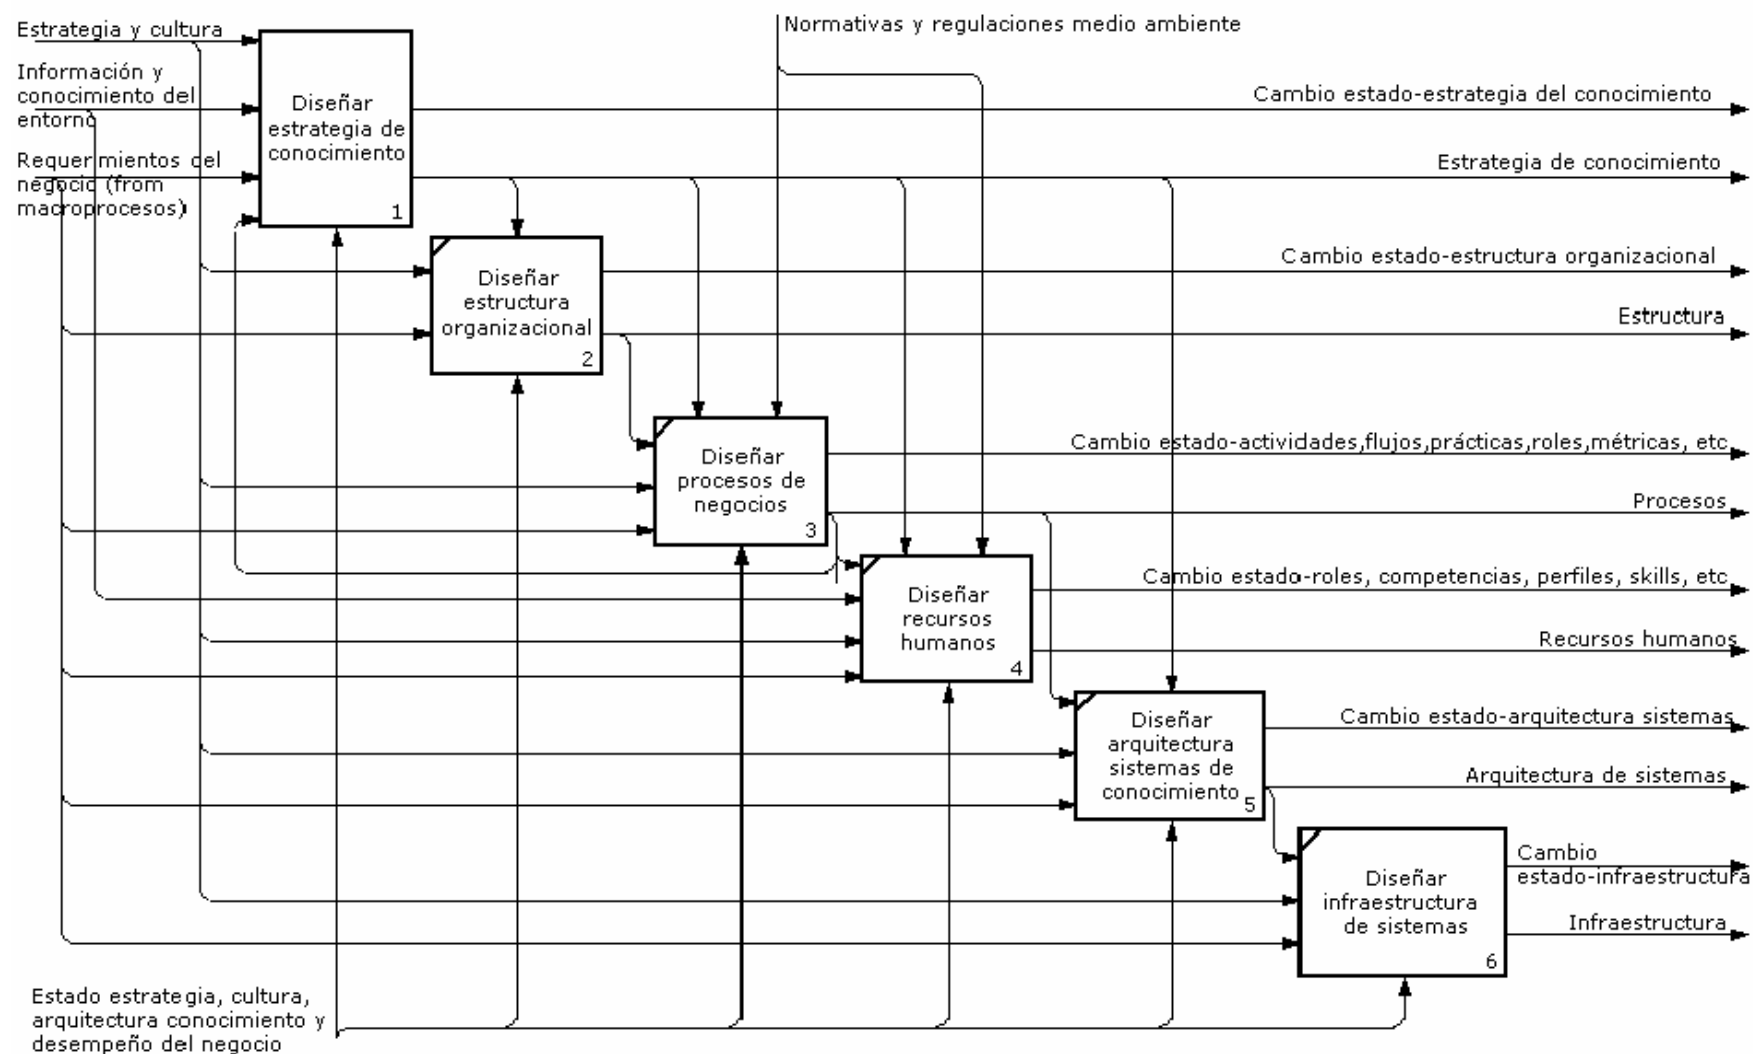 Estrategia y cultura
Normativas y regulaciones medio ambiente
Información y
conocimiento del
entorno
Diseñar
estrategia de
conocimiento
1
Cambio estado-estrategia del conocimiento
Requerimientos del
negocio (from
macroprocesos)
Estrategia de conocimiento
Diseñar
estructura
organizacional
2
Cambio estado-estructura organizacional
Estructura
Diseñar
procesos de
negocios
3
Cambio estado-actividades,flujos,prácticas,roles,métricas, etc
Procesos
Diseñar
recursos
humanos
4
Cambio estado-roles, competencias, perfiles, skills, etc
Recursos humanos
Diseñar
arquitectura
sistemas de
conocimiento
5
Cambio estado-arquitectura sistemas
Arquitectura de sistemas
Diseñar
infraestructura
de sistemas
6
Cambio
estado-infraestructura
Infraestructura
Estado estrategia, cultura,
arquitectura conocimiento y
desempeño del negocio